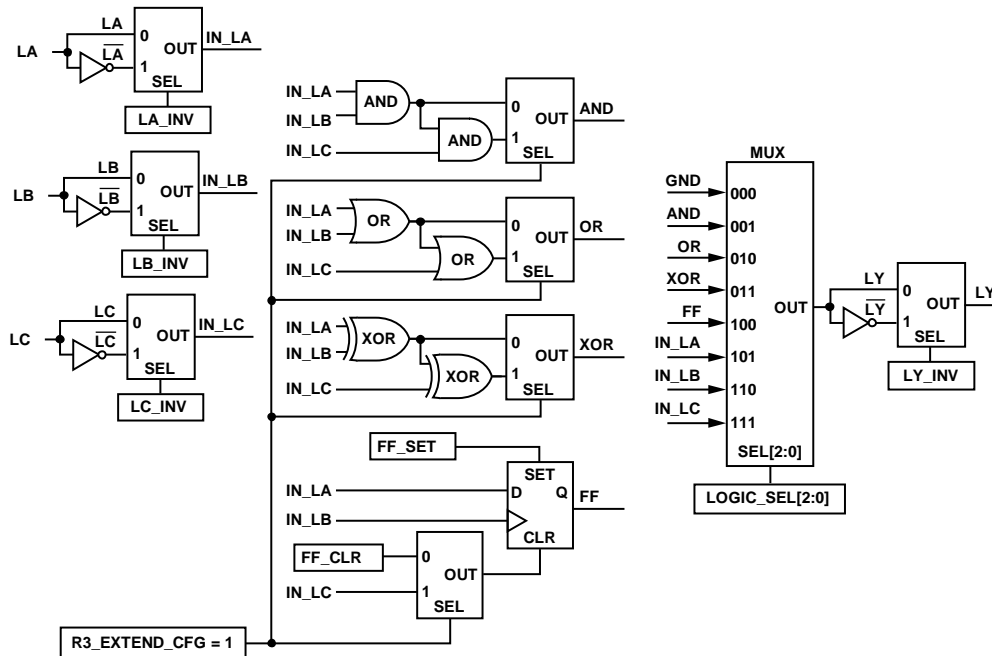 LA
LA
LA
0
1
OUT
SEL
IN_LA
LA_INV
LB
LB
LB
0
1
OUT
SEL
IN_LB
LB_INV
LC
LC
LC
0
1
OUT
SEL
IN_LC
LC_INV
IN_LA
IN_LB
IN_LC
AND
AND
0
1
OUT
SEL
AND
IN_LA
IN_LB
IN_LC
OR
OR
0
1
OUT
SEL
OR
IN_LA
IN_LB
IN_LC
XOR
XOR
0
1
OUT
SEL
XOR
FF_SET
IN_LA
IN_LB
SET
D
Q
CLR
FF
FF_CLR
IN_LC
0
1
OUT
SEL
R3_EXTEND_CFG = 1
MUX
GND
000
AND
001
OR
010
XOR
011
FF
100
IN_LA
101
IN_LB
110
IN_LC
111
OUT
SEL[2:0]
LOGIC_SEL[2:0]
LY
LY
0
1
OUT
SEL
LY
LY_INV